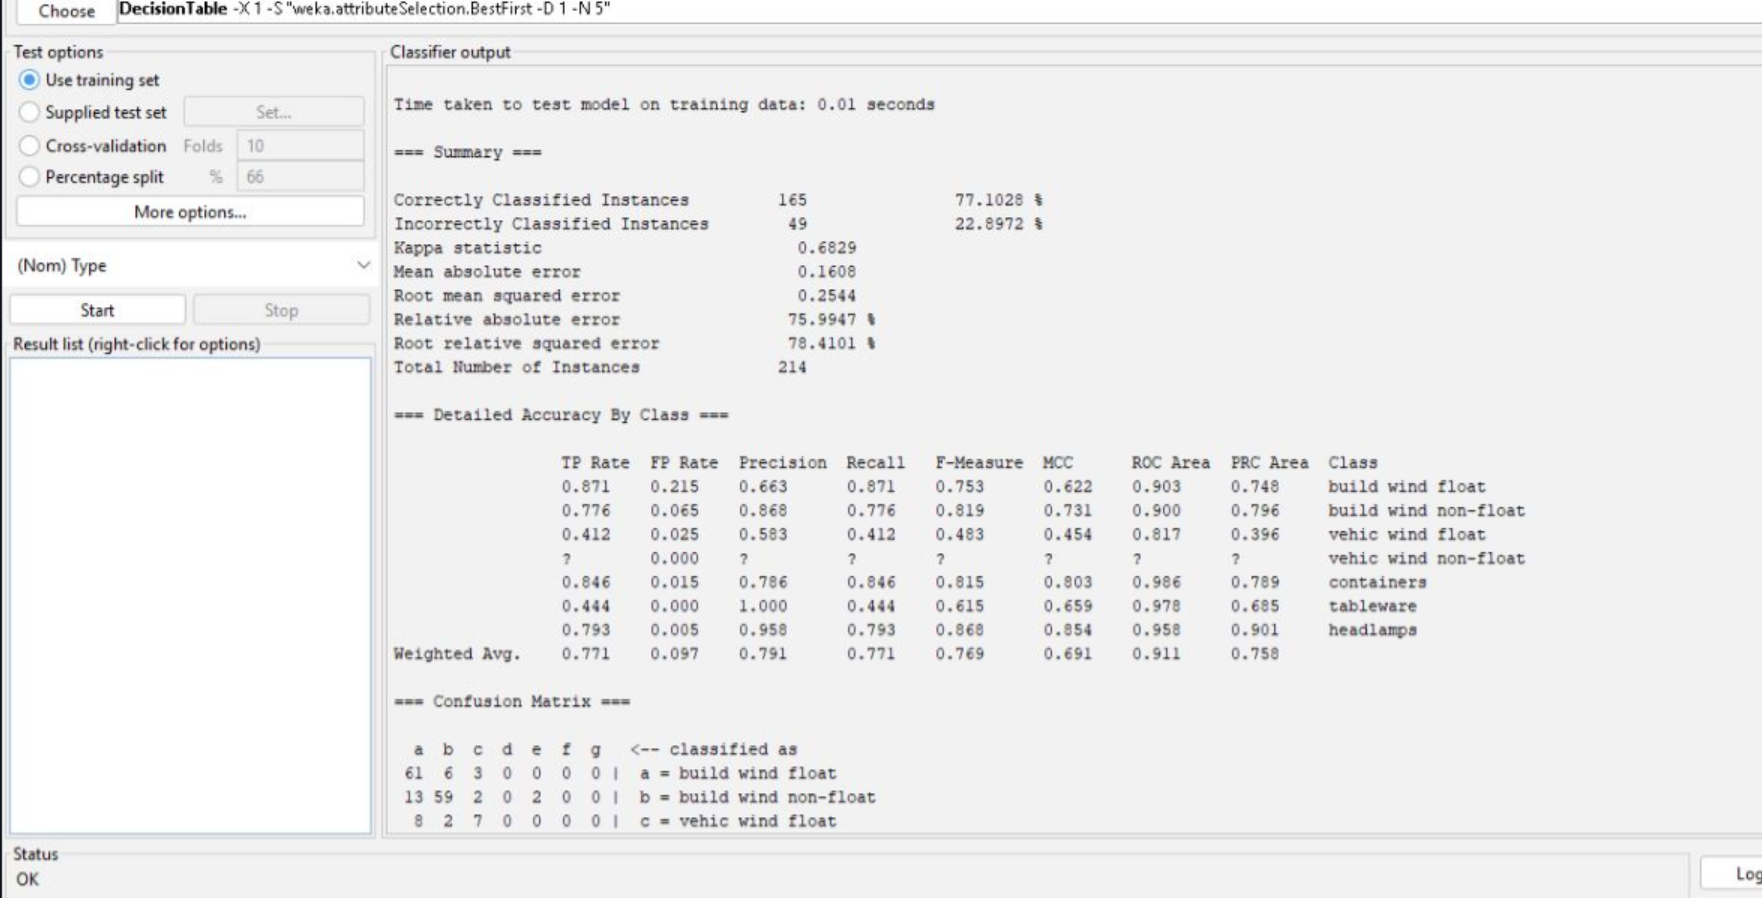 Choose DecisionTable -X 1 -S "weka.attributeSelection.BestFirst -D 1 -N 5"
Test options
Use training set
Supplied test set Set...
Cross-validation Folds 10
Percentage split % 66
More options...
(Nom) Type
Start Stop
Result list (right-click for options)
Classifier output
Time taken to test model on training data: 0.01 seconds
=== Summary ===
Correctly Classified Instances 165 77.1028 %
Incorrectly Classified Instances 49 22.8972 %
Kappa statistic 0.6829
Mean absolute error 0.1608
Root mean squared error 0.2544
Relative absolute error 75.9947 %
Root relative squared error 78.4101 %
Total Number of Instances 214
=== Detailed Accuracy By Class ===
TP Rate FP Rate Precision Recall F-Measure MCC ROC Area PRC Area Class
0.871 0.215 0.663 0.871 0.753 0.622 0.903 0.748 build wind float
0.776 0.065 0.868 0.776 0.819 0.731 0.900 0.796 build wind non-float
0.412 0.025 0.583 0.412 0.483 0.454 0.817 0.396 vehic wind float
? 0.000 ? ? ? ? ? ? vehic wind non-float
0.846 0.015 0.786 0.846 0.815 0.803 0.986 0.789 containers
0.444 0.000 1.000 0.444 0.615 0.659 0.978 0.685 tableware
0.793 0.005 0.958 0.793 0.868 0.854 0.958 0.901 headlamps
Weighted Avg. 0.771 0.097 0.791 0.771 0.769 0.691 0.911 0.758
=== Confusion Matrix ===
a b c d e f g <-- classified as
61 6 3 0 0 0 0 | a = build wind float
13 59 2 0 2 0 0 | b = build wind non-float
8 2 7 0 0 0 0 | c = vehic wind float
Status
OK
Log